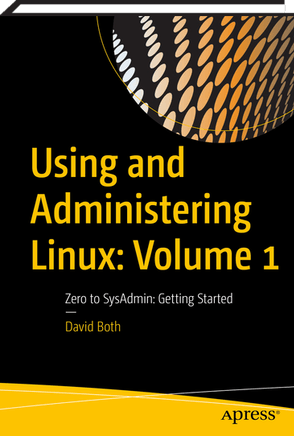 Using and
Administering
Linux: Volume 1
Zero to SysAdmin: Getting Started
David Both
APRESS®